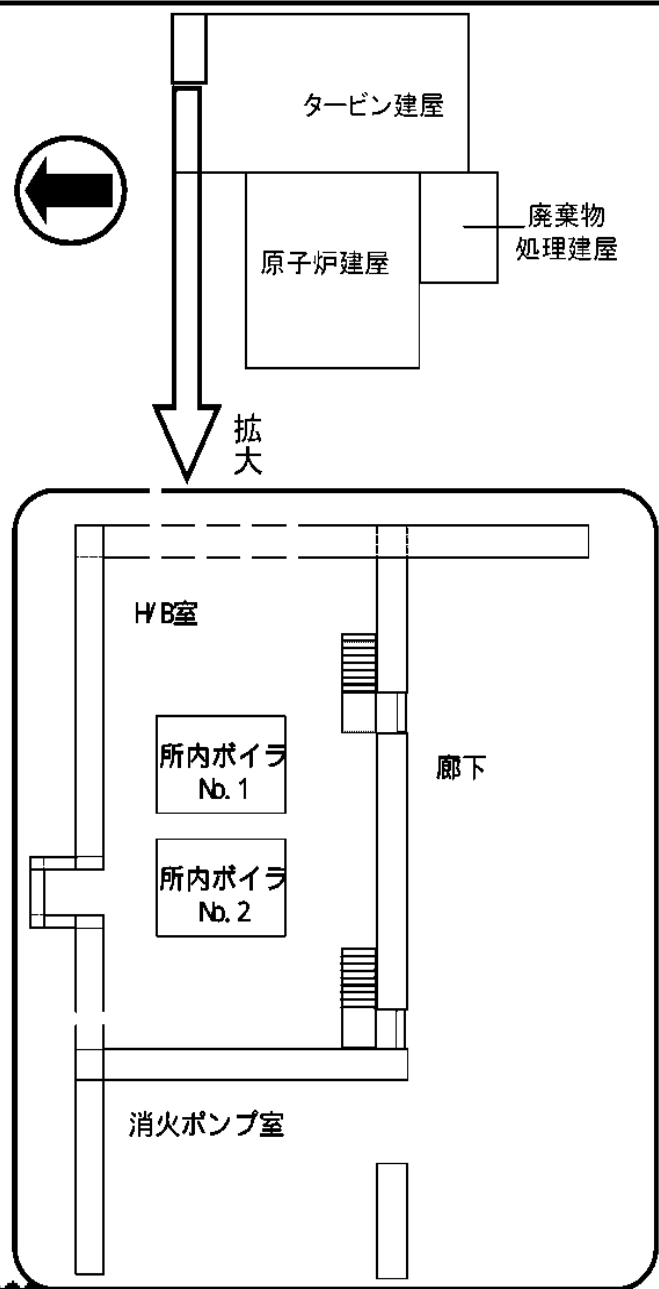 タービン建屋
廃棄物
処理建屋
原子炉建屋
拡
大
H/B室
所内ボイラ
No.1
廊下
所内ボイラ
No.2
消火ポンプ室